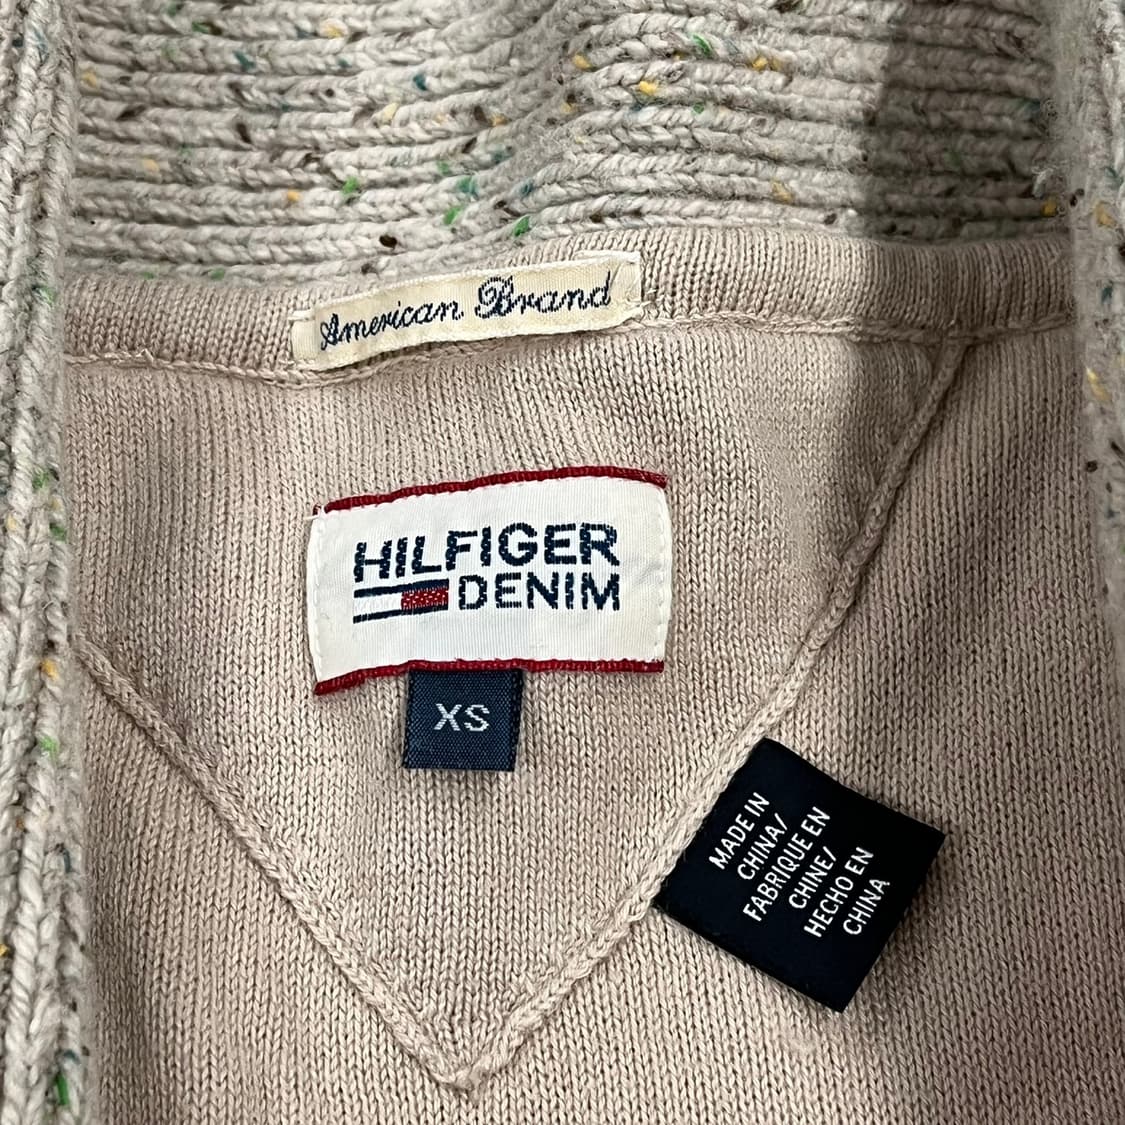 American Brand
HILFIGER
DENIM
XS
MADE IN
CHINA/
FABRIQUE EN
CHINE/
HECHO EN
CHINA